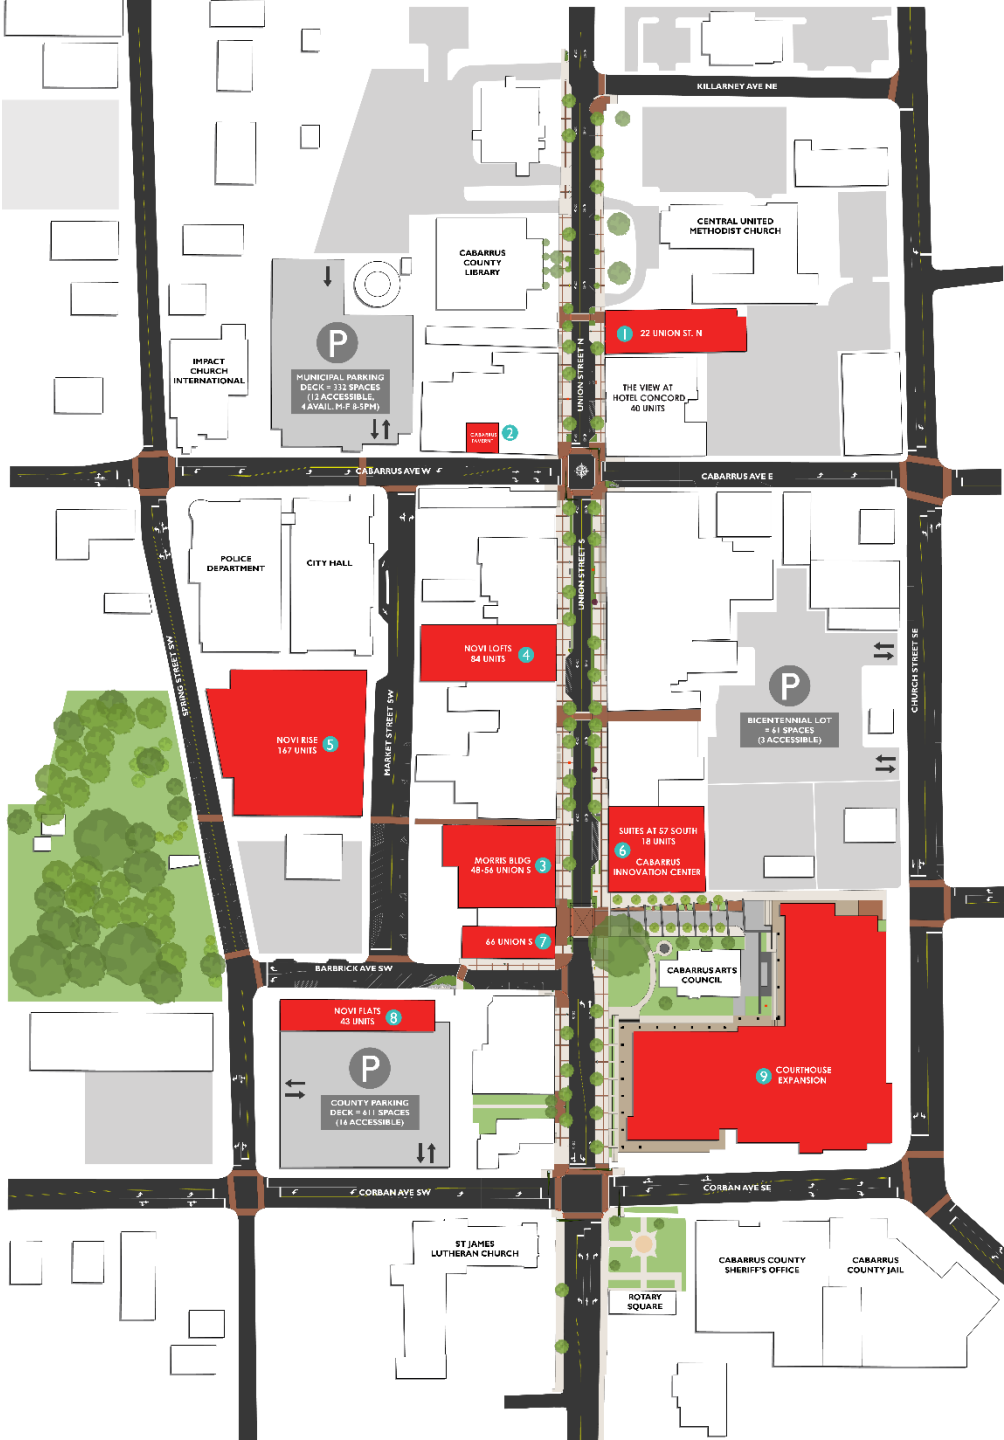 KILLARNEY AVE NE
CENTRAL UNITED
METHODIST CHURCH
CABARRUS
COUNTY
LIBRARY
1
22 UNION ST. N
UNION STREET N
P
MUNICIPAL PARKING
DECK = 332 SPACES
(12 ACCESSIBLE,
4 AVAIL. M-F 8-5PM)
IMPACT
CHURCH
INTERNATIONAL
THE VIEW AT
HOTEL CONCORD
40 UNITS
CABARRUS
TAVERN
2
CABARRUS AVE W
CABARRUS AVE E
POLICE
DEPARTMENT
CITY HALL
UNION STREET S
SPRING STREET SW
MARKET STREET SW
CHURCH STREET SE
NOVI LOFTS
84 UNITS
4
P
BICENTENNIAL LOT
= 61 SPACES
(3 ACCESSIBLE)
NOVI RISE
167 UNITS
5
SUITES AT 57 SOUTH
18 UNITS
6
CABARRUS
INNOVATION CENTER
MORRIS BLDG
48-56 UNION S
3
66 UNION S
7
BARBRICK AVE SW
CABARRUS ARTS
COUNCIL
NOVI FLATS
43 UNITS
8
P
COUNTY PARKING
DECK = 611 SPACES
(16 ACCESSIBLE)
9
COURTHOUSE
EXPANSION
CORBAN AVE SW
CORBAN AVE SE
ST JAMES
LUTHERAN CHURCH
CABARRUS COUNTY
SHERIFF'S OFFICE
CABARRUS
COUNTY JAIL
ROTARY
SQUARE